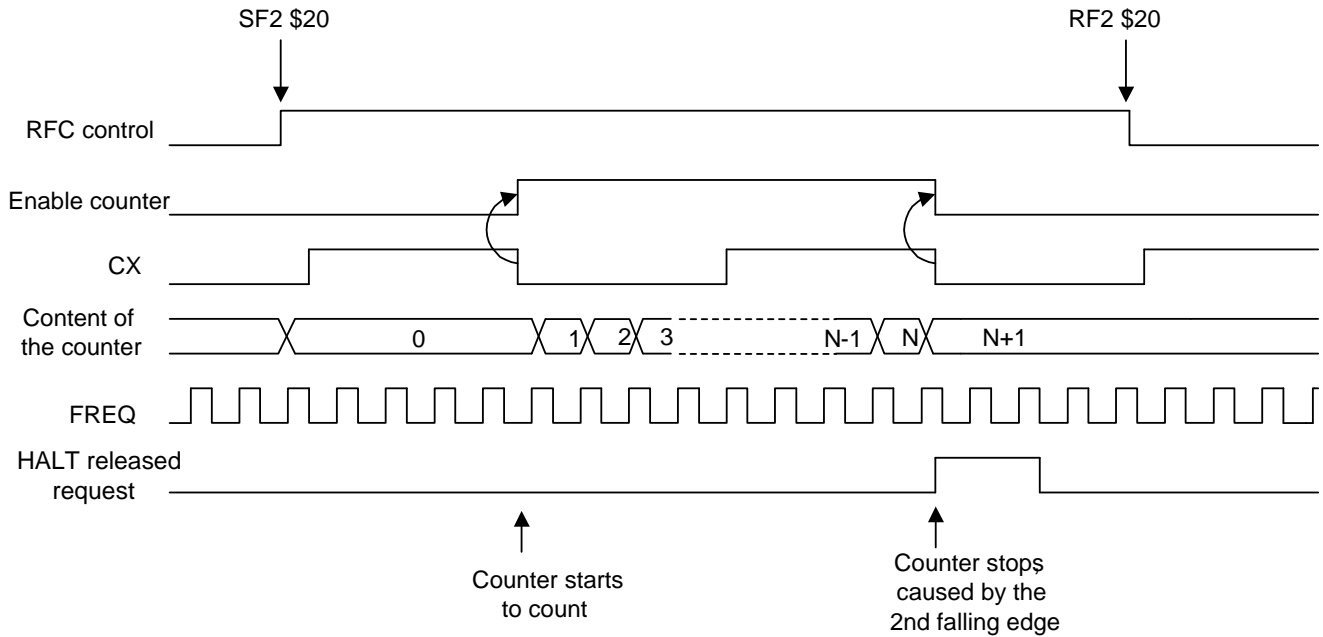 SF2 $20
RF2 $20
RFC control
Enable counter
CX
Content of
the counter
0
1
2
3
N-1
N
N+1
FREQ
HALT released
request
Counter starts
to count
Counter stops,
caused by the
2nd falling edge